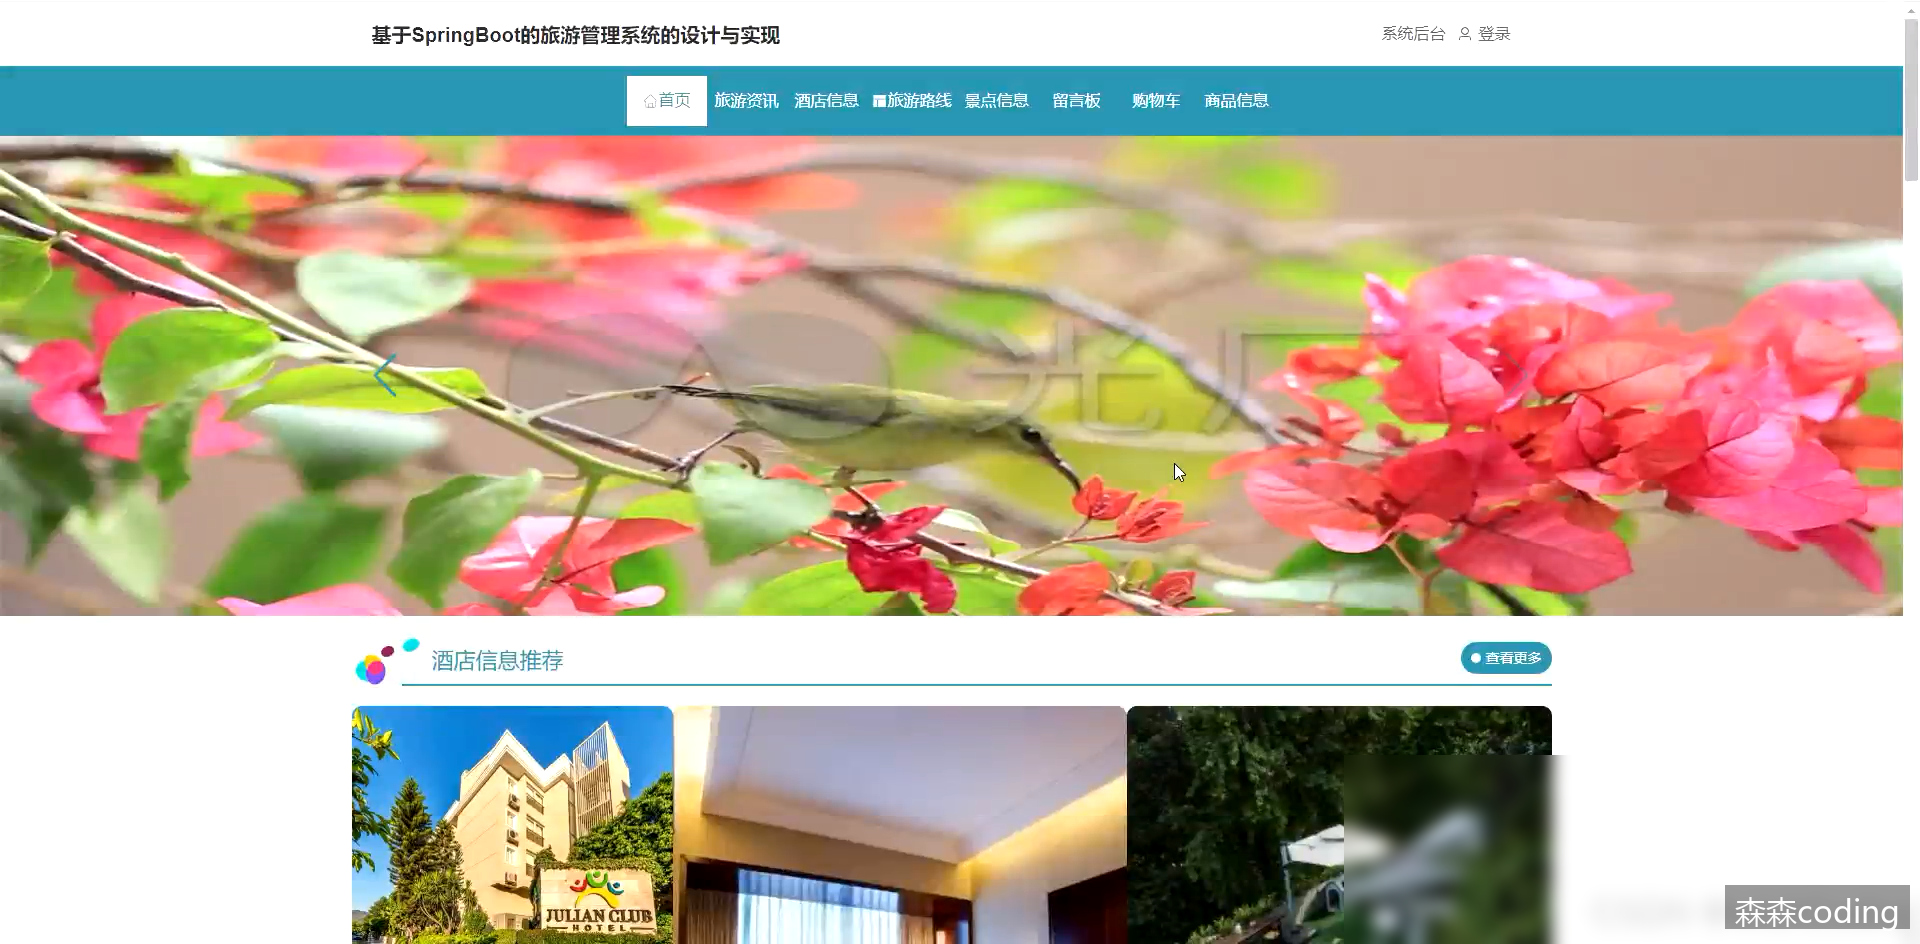 基于SpringBoot的旅游管理系统的设计与实现
系统后台 登录
首页 旅游资讯 酒店信息 旅游路线 景点信息 留言板 购物车 商品信息
光厂
酒店信息推荐
查看更多
JULIAN CLUB
HOTEL
森森coding